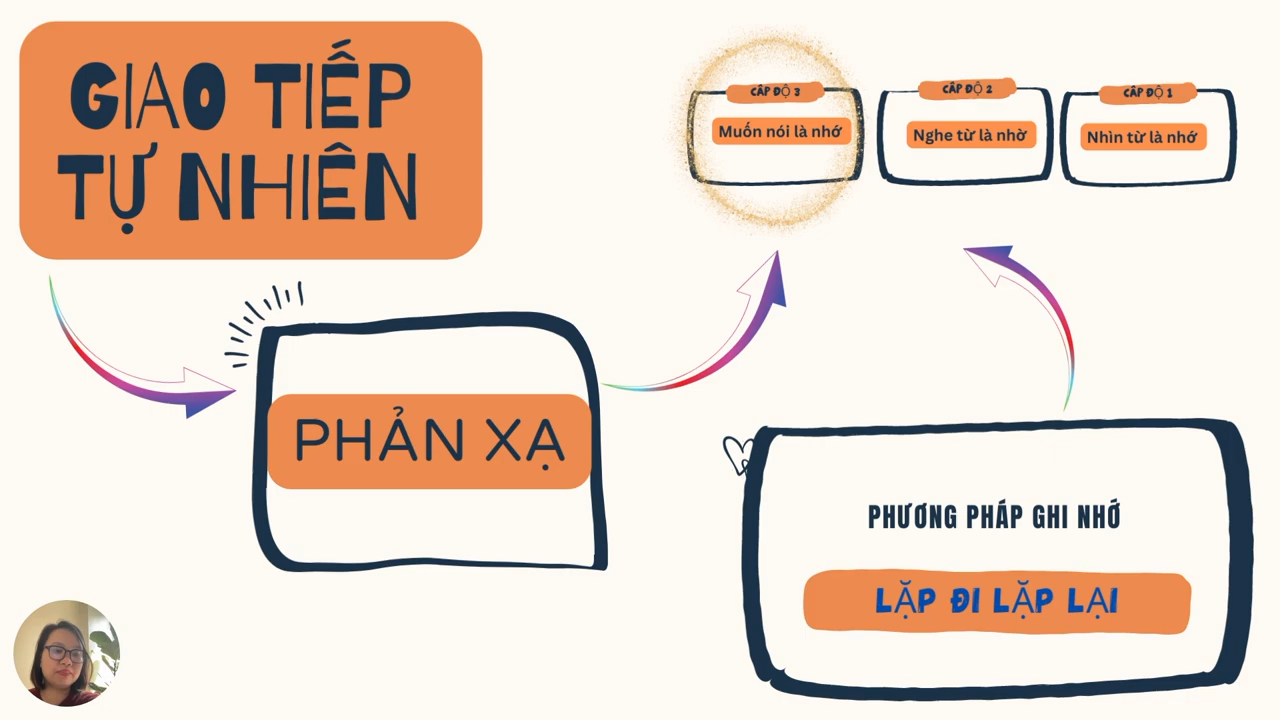 GIAO TIẾP
TỰ NHIÊN
CẤP ĐỘ 3
Muốn nói là nhớ
CẤP ĐỘ 2
Nghe từ là nhờ
CẤP ĐỘ 1
Nhìn từ là nhớ
PHẢN XẠ
PHƯƠNG PHÁP GHI NHỚ
LẶP ĐI LẶP LẠI